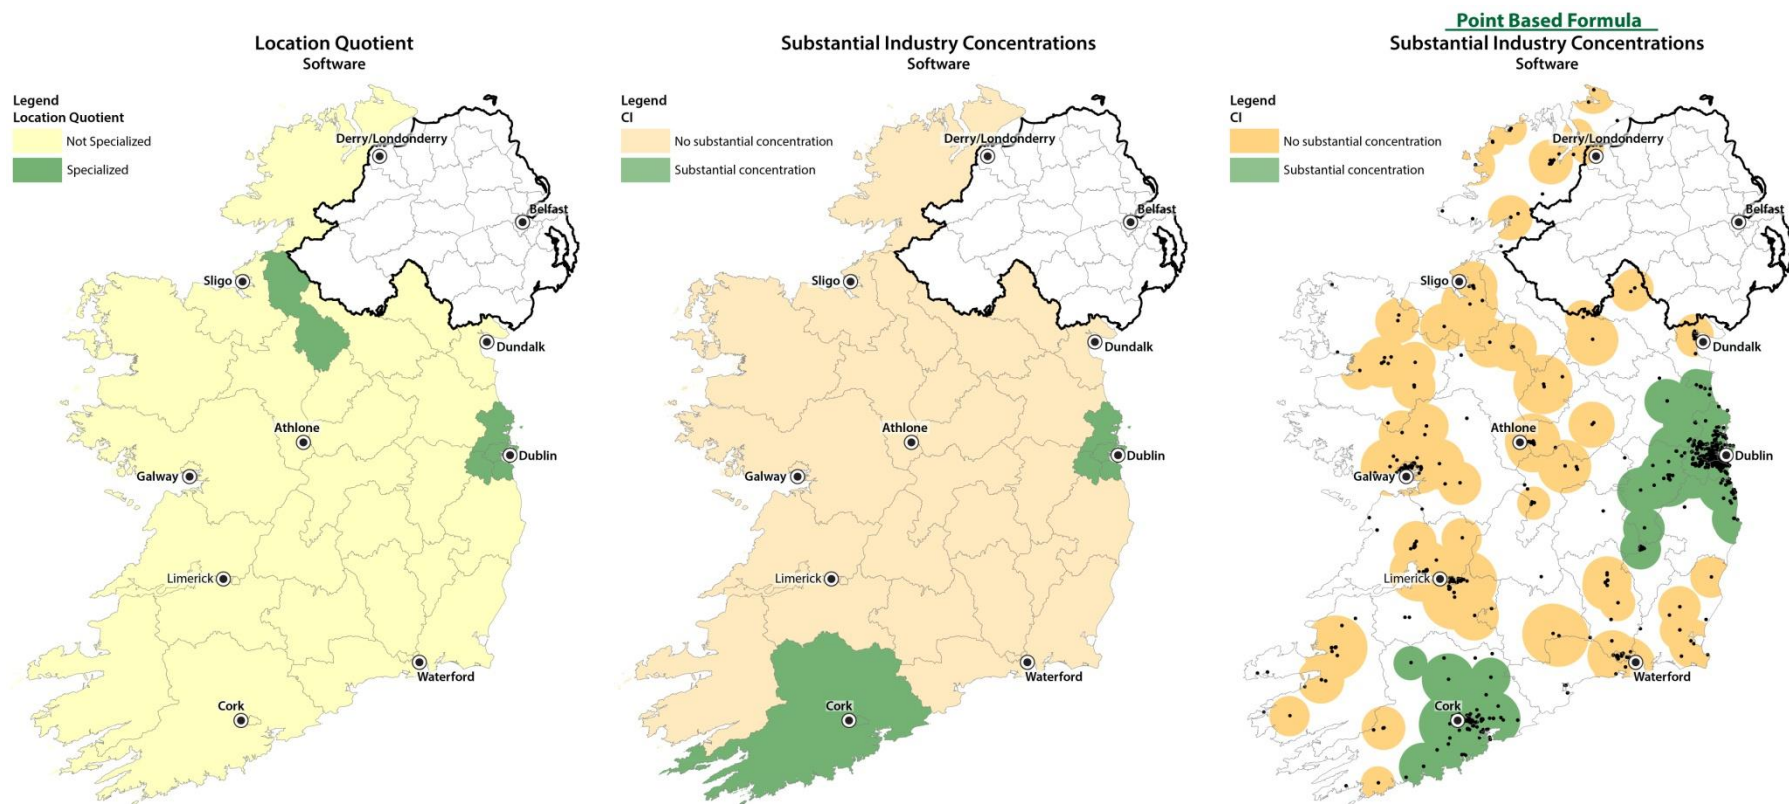 Location Quotient
Software
Legend
Location Quotient
Not Specialized
Specialized
Derry/Londonderry
Belfast
Sligo
Dundalk
Athlone
Dublin
Galway
Limerick
Waterford
Cork
Substantial Industry Concentrations
Software
Legend
CI
No substantial concentration
Substantial concentration
Derry/Londonderry
Belfast
Sligo
Dundalk
Athlone
Dublin
Galway
Limerick
Waterford
Cork
Point Based Formula
Substantial Industry Concentrations
Software
Legend
CI
No substantial concentration
Substantial concentration
Derry/Londonderry
Belfast
Sligo
Dundalk
Athlone
Dublin
Galway
Limerick
Waterford
Cork